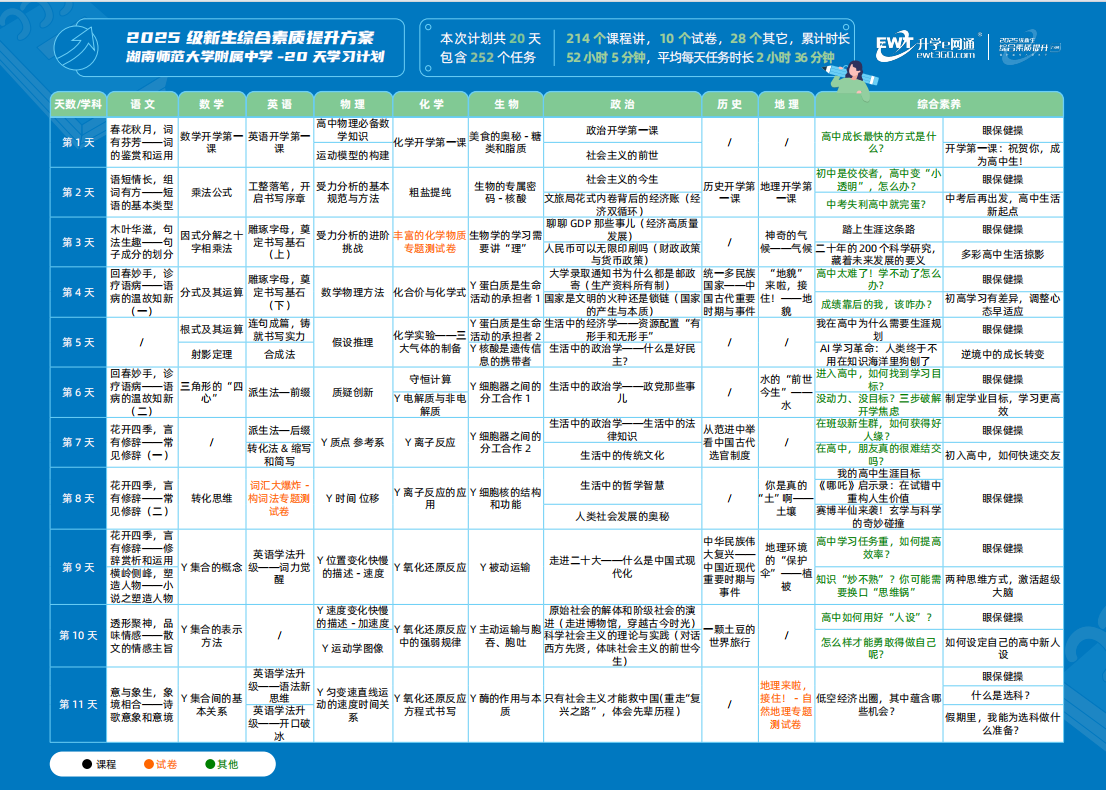 2025 级新生综合素质提升方案
湖南师范大学附属中学 -20 天学习计划
本次计划共 20 天
包含 252 个任务
214 个课程讲，10 个试卷，28 个其它，累计时长
52 小时 5 分钟，平均每天任务时长 2 小时 36 分钟
EWT 升学e网通
ewt360.com
综合素质提升
天数/学科 语 文 数 学 英 语 物 理 化 学 生 物 政 治 历 史 地 理 综合素养
第 1 天
春花秋月，词
有芬芳——词
的鉴赏和运用
数学开学第一
课
英语开学第一
课
高中物理必备数
学知识
运动模型的构建
化学开学第一课
美食的奥秘 - 糖
类和脂质
政治开学第一课
社会主义的前世
/
/
高中成长最快的方式是什
么？
眼保健操
开学第一课：祝贺你，成
为高中生！
第 2 天
语短情长，组
词有方——短
语的基本类型
乘法公式
工整落笔，开
启书写序章
受力分析的基本
规范与方法
粗盐提纯
生物的专属密
码 - 核酸
社会主义的今生
文旅局花式内卷背后的经济账（经
济双循环）
历史开学第
一课
地理开学第
一课
初中是佼佼者，高中变“小
透明”，怎么办？
中考失利高中就完蛋？
眼保健操
中考后再出发，高中生活
新起点
第 3 天
木叶华滋，句
法生趣——句
子成分的划分
因式分解之十
字相乘法
雕琢字母，奠
定书写基石
（上）
受力分析的进阶
挑战
丰富的化学物质
专题测试卷
生物学的学习需
要讲“理”
聊聊 GDP 那些事儿（经济高质量
发展）
人民币可以无限印刷吗（财政政策
与货币政策）
/
神奇的气
候——气候
踏上生涯这条路
二十年的 200 个科学研究，
藏着未来发展的要义
眼保健操
多彩高中生活掠影
第 4 天
回春妙手，诊
疗语病——语
病的温故知新
（一）
分式及其运算
雕琢字母，奠
定书写基石
（下）
数学物理方法
化合价与化学式
Y 蛋白质是生命
活动的承担者 1
大学录取通知书为什么都是邮政
寄（生产资料所有制）
国家是文明的火种还是锁链（国家
的产生与本质）
统一多民族
国家——中
国古代重要
时期与事件
“地貌”
来啦，接
住！——地
貌
高中太难了！学不动了怎么
办？
成绩靠后的我，该咋办？
眼保健操
初高学习有差异，调整心
态早适应
第 5 天
/
根式及其运算
射影定理
连句成篇，铸
就书写实力
合成法
假设推理
化学实验——三
大气体的制备
Y 蛋白质是生命
活动的承担者 2
Y 核酸是遗传信
息的携带者
生活中的经济学——资源配置“有
形手和无形手”
生活中的政治学——什么是好民
主？
/
/
我在高中为什么需要生涯规
划
AI 学习革命：人类终于不
用在知识海洋里狗刨了
眼保健操
逆境中的成长转变
第 6 天
回春妙手，诊
疗语病——语
病的温故知新
（二）
三角形的“四
心”
派生法—前缀
质疑创新
守恒计算
Y 电解质与非电
解质
Y 细胞器之间的
分工合作 1
生活中的政治学——政党那些事
儿
/
水的“前世
今生”——
水
进入高中，如何找到学习目
标？
没动力、没目标？三步破解
开学焦虑
眼保健操
制定学业目标，学习更高
效
第 7 天
花开四季，言
有修辞——常
见修辞（一）
/
派生法—后缀
转化法 & 缩写
和简写
Y 质点 参考系
Y 离子反应
Y 细胞器之间的
分工合作 2
生活中的政治学——生活中的法
律知识
生活中的传统文化
从范进中举
看中国古代
选官制度
/
在班级新生群，如何获得好
人缘？
在高中，朋友真的很难结交
吗？
眼保健操
初入高中，如何快速交友
第 8 天
花开四季，言
有修辞——常
见修辞（二）
转化思维
词汇大爆炸 -
构词法专题测
试卷
Y 时间 位移
Y 离子反应的应
用
Y 细胞核的结构
和功能
生活中的哲学智慧
人类社会发展的奥秘
/
你是真的
“土”啊——
土壤
我的高中生涯目标
《哪吒》启示录：在试错中
重构人生价值
赛博半仙来袭！玄学与科学
的奇妙碰撞
眼保健操
第 9 天
花开四季，言
有修辞——修
辞赏析和运用
横岭侧峰，塑
造人物——小
说之塑造人物
Y 集合的概念
英语学法升
级——词力觉
醒
Y 位置变化快慢
的描述 - 速度
Y 氧化还原反应
Y 被动运输
走进二十大——什么是中国式现
代化
中华民族伟
大复兴——
中国近现代
重要时期与
事件
地理环境
的“保护
伞”——植
被
高中学习任务重，如何提高
效率？
知识“炒不熟”？你可能需
要换口“思维锅”
眼保健操
两种思维方式，激活超级
大脑
第 10 天
透形聚神，品
味情感——散
文的情感主旨
Y 集合的表示
方法
/
Y 速度变化快慢
的描述 - 加速度
Y 运动学图像
Y 氧化还原反应
中的强弱规律
Y 主动运输与胞
吞、胞吐
原始社会的解体和阶级社会的演
进（走进博物馆，穿越古今时光）
科学社会主义的理论与实践（对话
西方先贤，体味社会主义的前世今
生）
一颗土豆的
世界旅行
/
高中如何用好“人设”？
怎么样才能勇敢得做自己
呢？
眼保健操
如何设定自己的高中新人
设
第 11 天
意与象生，象
境相合——诗
歌意象和意境
Y 集合间的基
本关系
英语学法升
级——语法新
思维
英语学法升
级——开口破
冰
Y 匀变速直线运
动的速度时间关
系
Y 氧化还原反应
方程式书写
Y 酶的作用与本
质
只有社会主义才能救中国(重走“复
兴之路”，体会先辈历程）
/
地理来啦，
接住！ - 自
然地理专题
测试卷
低空经济出圈，其中蕴含哪
些机会？
眼保健操
什么是选科？
假期里，我能为选科做什
么准备？
课程 试卷 其他